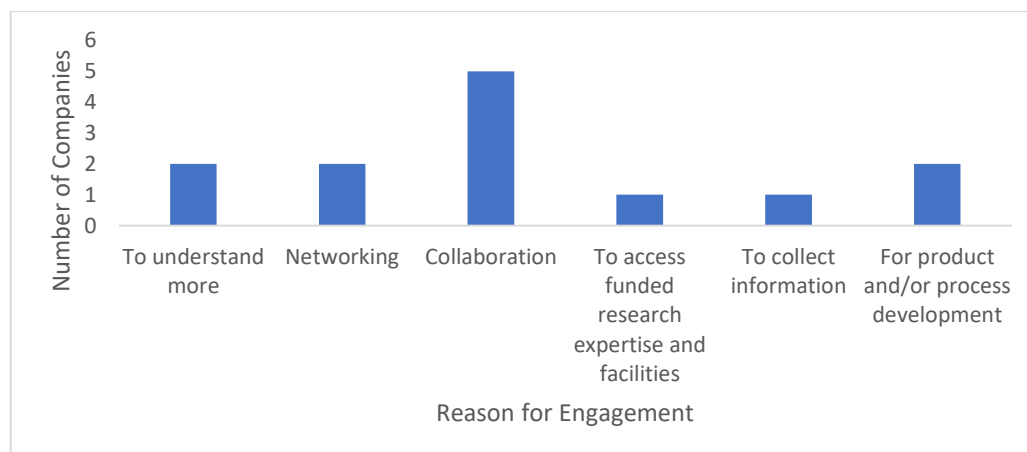 Number of Companies
6
5
4
3
2
1
0
To understand
more
Networking
Collaboration
To access
funded
research
expertise and
facilities
To collect
information
For product
and/or process
development
Reason for Engagement